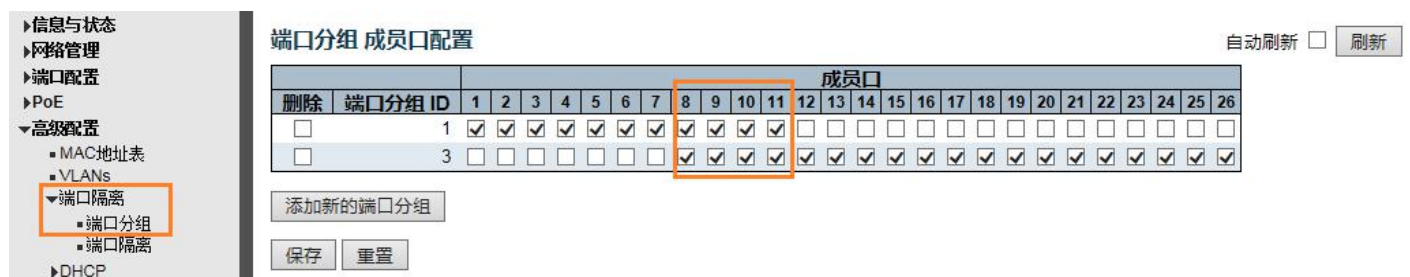 信息与状态
网络管理
端口配置
PoE
高级配置
MAC地址表
VLANs
端口隔离
端口分组
端口隔离
DHCP
端口分组 成员口配置
自动刷新 刷新
成员口
删除 端口分组 ID 1 2 3 4 5 6 7 8 9 10 11 12 13 14 15 16 17 18 19 20 21 22 23 24 25 26
1
3
添加新的端口分组
保存 重置